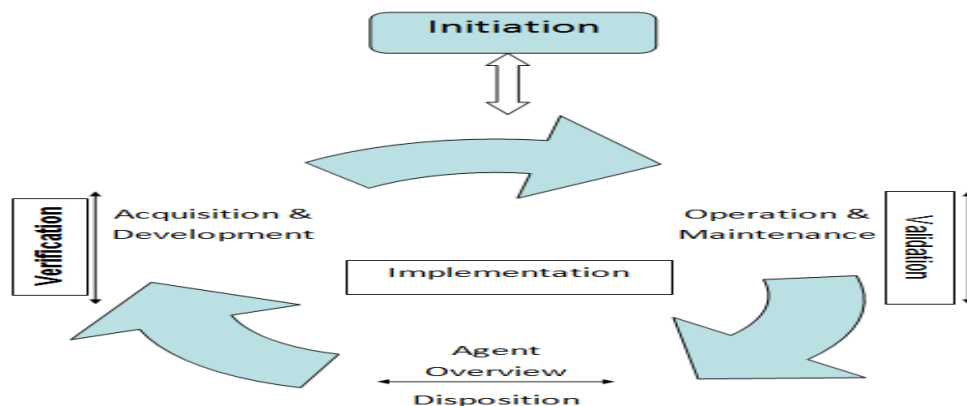 Initiation
Verification
Acquisition &
Development
Operation &
Maintenance
Validation
Implementation
Agent
Overview
Disposition